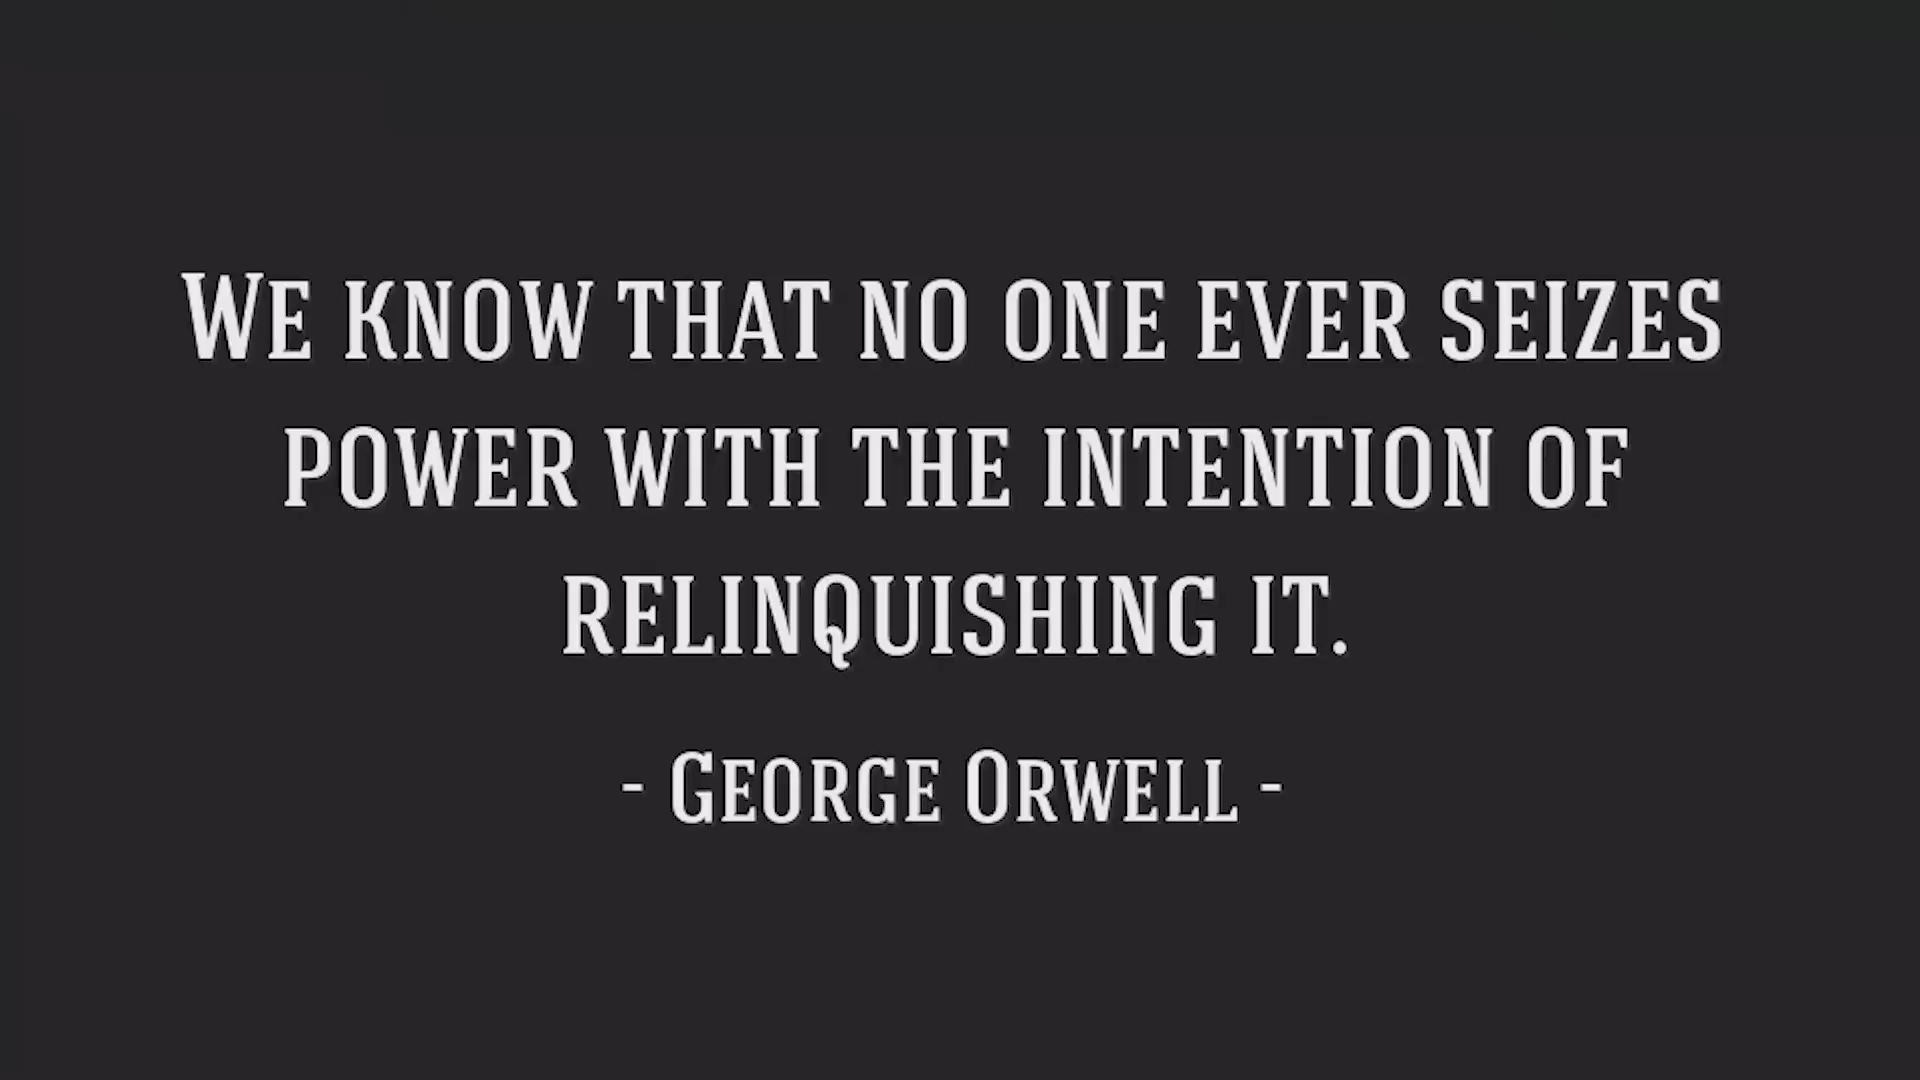 We know that no one ever seizes
power with the intention of
relinquishing it.
- George Orwell -